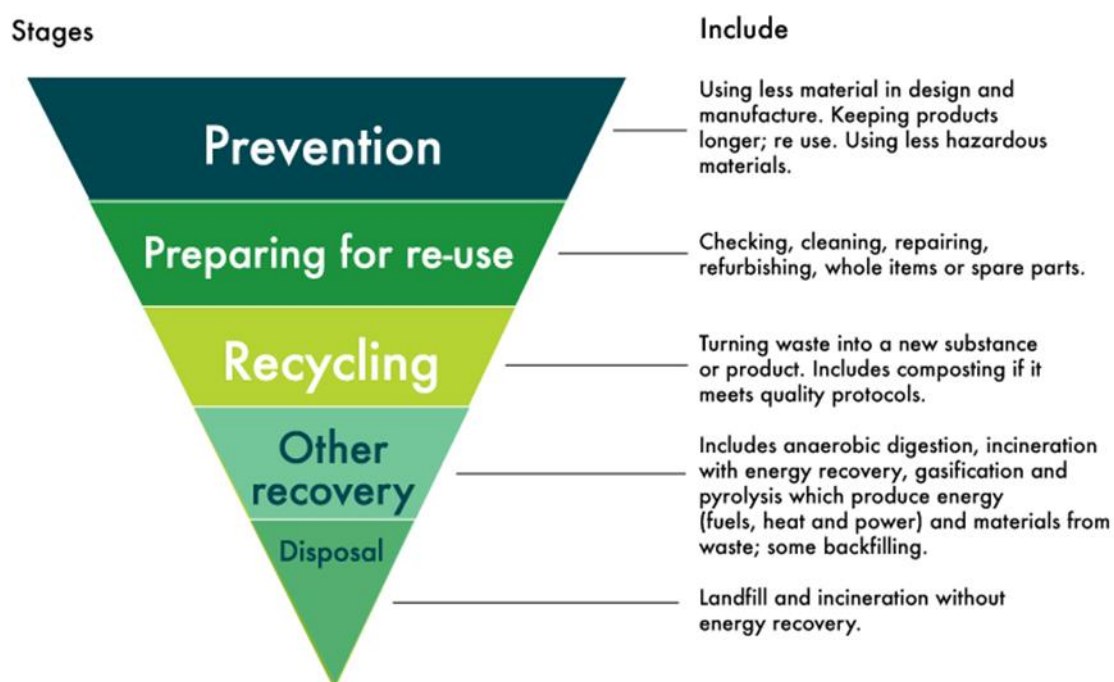 Stages
Include
Prevention
Using less material in design and
manufacture. Keeping products
longer; re use. Using less hazardous
materials.
Preparing for re-use
Checking, cleaning, repairing,
refurbishing, whole items or spare parts.
Recycling
Turning waste into a new substance
or product. Includes composting if it
meets quality protocols.
Other
recovery
Includes anaerobic digestion, incineration
with energy recovery, gasification and
pyrolysis which produce energy
(fuels, heat and power) and materials from
waste; some backfilling.
Disposal
Landfill and incineration without
energy recovery.